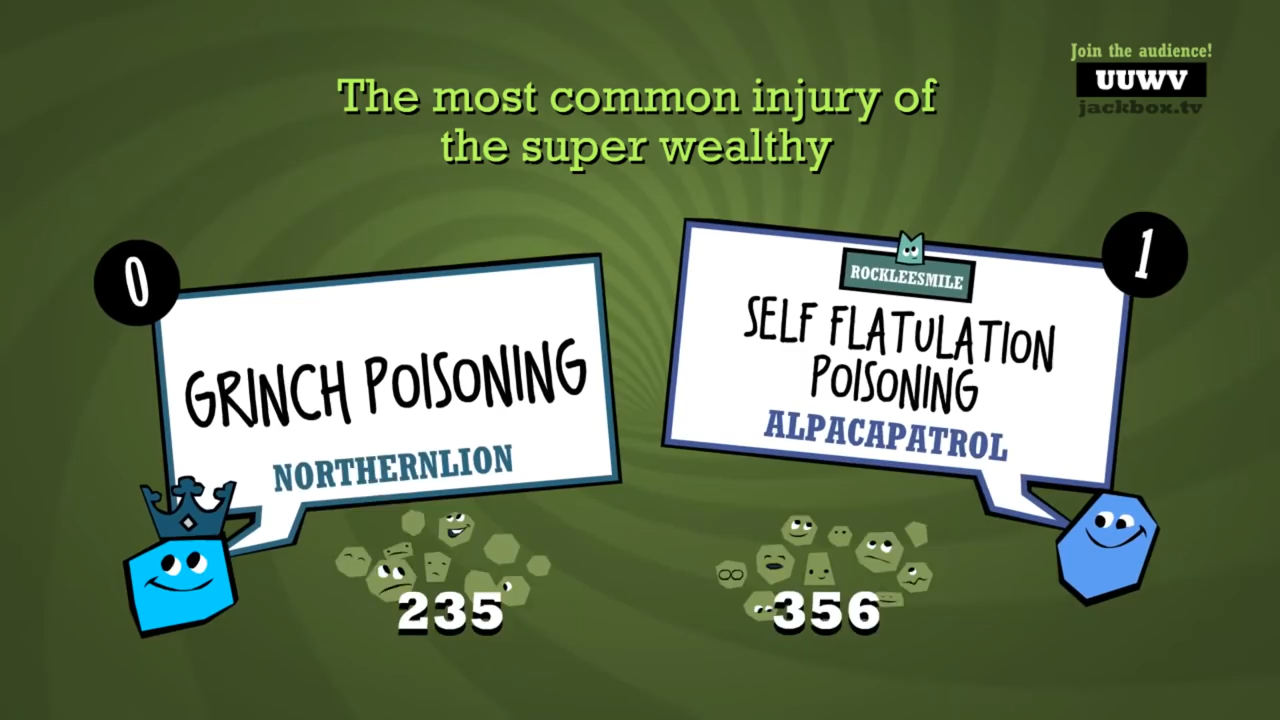 Join the audience!
UUWV
jackbox.tv
The most common injury of
the super wealthy
0
GRINCH POISONING
NORTHERNLION
235
1
ROCKLEESMILE
SELF FLATULATION
POISONING
ALPACAPATROL
356